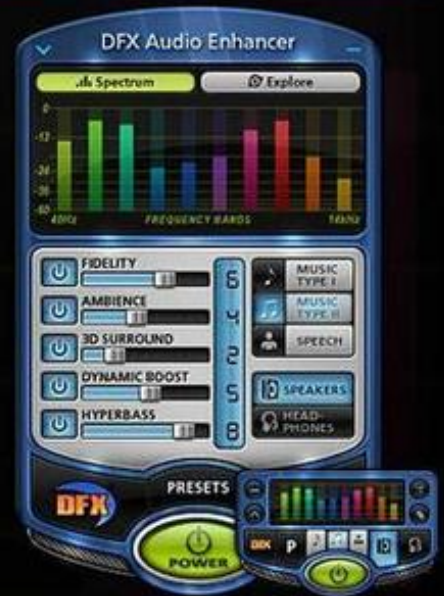 DFX Audio Enhancer
Spectrum
Explore
0
-12
-24
-36
-60
40Hz FREQUENCY BANDS 14kHz
FIDELITY 6
AMBIENCE 4
3D SURROUND 2
DYNAMIC BOOST 5
HYPERBASS 8
MUSIC
TYPE I
MUSIC
TYPE II
SPEECH
SPEAKERS
HEAD-
PHONES
DFX
PRESETS
POWER
DFX P